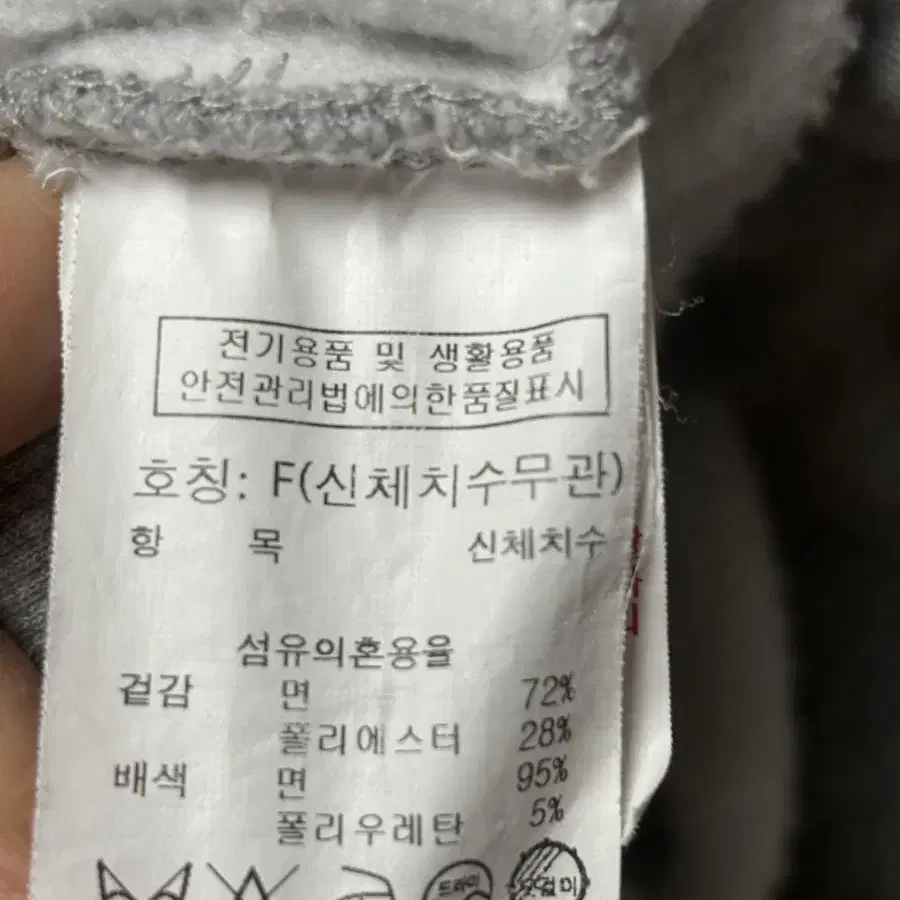 전기용품 및 생활용품
안전관리법에의한품질표시
호칭: F(신체치수무관)
항 목 신체치수
섬유의혼용율
겉감 면 72%
폴리에스터 28%
배색 면 95%
폴리우레탄 5%
드라이